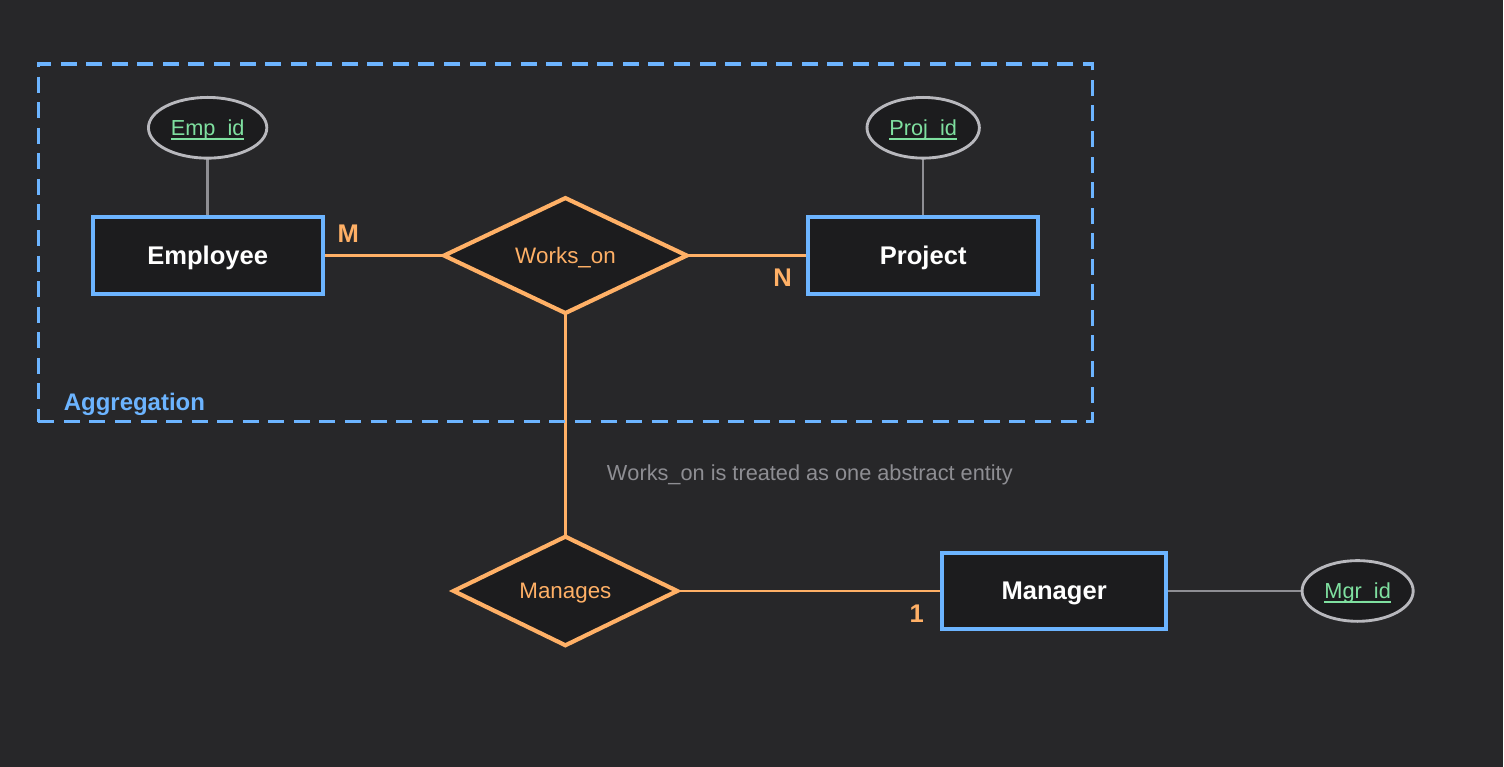 Emp_id
Proj_id
Employee
M
Works_on
N
Project
Aggregation
Works_on is treated as one abstract entity
Manages
1
Manager
Mgr_id